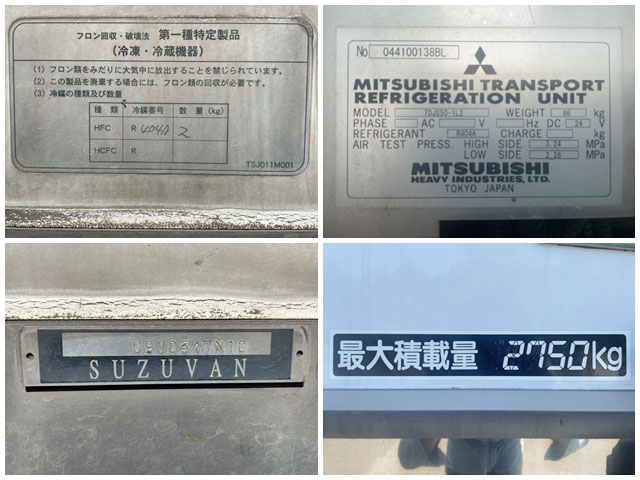 フロン回収・破壊法 第一種特定製品
（冷凍・冷蔵機器）
(1) フロン類をみだりに大気中に放出することを禁じられています。
(2) この製品を廃棄する場合には、フロン類の回収が必要です。
(3) 冷媒の種類及び数量
種 類 冷媒番号 数 量 (kg)
HFC R 404A 2
HCFC R
TSJ011M001
No 044100138BL
MITSUBISHI TRANSPORT
REFRIGERATION UNIT
MODEL TDJS50-1L2 WEIGHT 86 kg
PHASE AC V Hz DC 24 V
REFRIGERANT R404A CHARGE kg
AIR TEST PRESS. HIGH SIDE 3.24 MPa
LOW SIDE 2.26 MPa
MITSUBISHI
HEAVY INDUSTRIES, LTD.
TOKYO JAPAN
SUZUVAN
最大積載量 2750kg